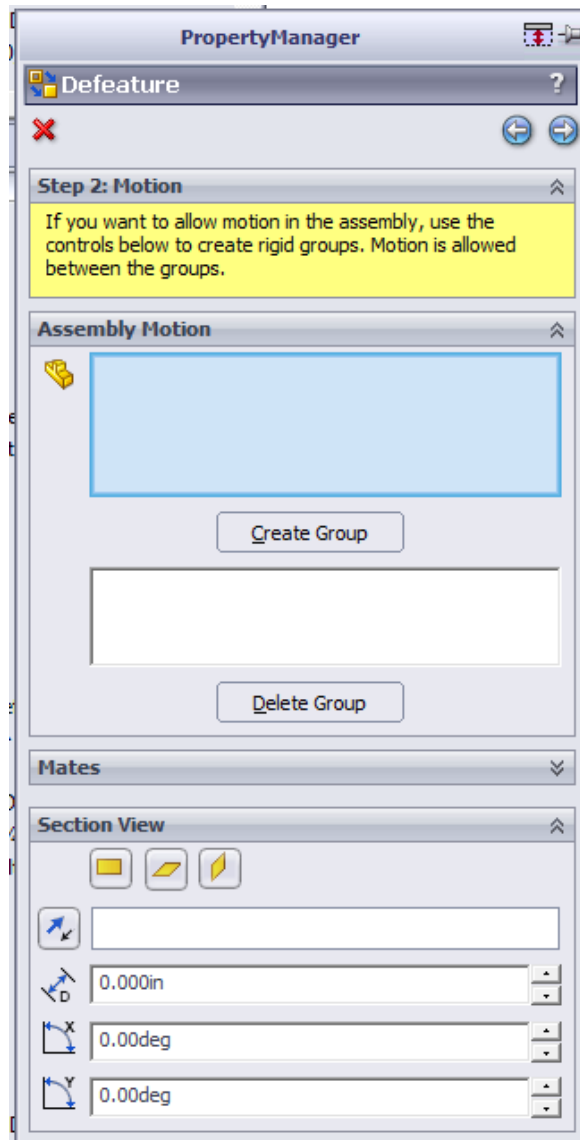 PropertyManager
Defeature ?
Step 2: Motion
If you want to allow motion in the assembly, use the
controls below to create rigid groups. Motion is allowed
between the groups.
Assembly Motion
Create Group
Delete Group
Mates
Section View
D
0.000in
X
0.00deg
Y
0.00deg